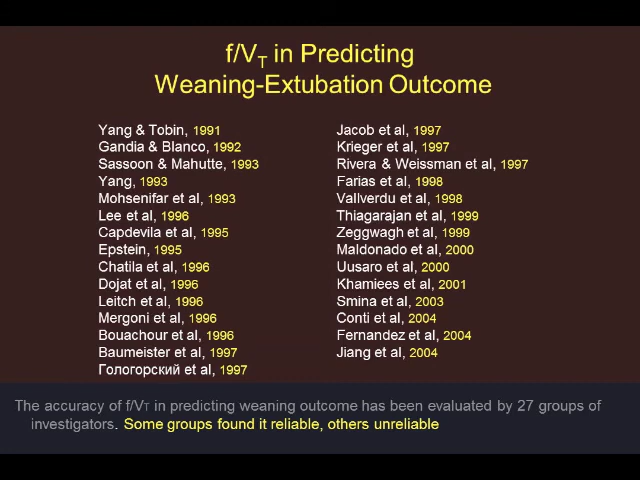 f/VT in Predicting
Weaning-Extubation Outcome
Yang & Tobin, 1991
Gandia & Blanco, 1992
Sassoon & Mahutte, 1993
Yang, 1993
Mohsenifar et al, 1993
Lee et al, 1996
Capdevila et al, 1995
Epstein, 1995
Chatila et al, 1996
Dojat et al, 1996
Leitch et al, 1996
Mergoni et al, 1996
Bouachour et al, 1996
Baumeister et al, 1997
Гологорский et al, 1997
Jacob et al, 1997
Krieger et al, 1997
Rivera & Weissman et al, 1997
Farias et al, 1998
Vallverdu et al, 1998
Thiagarajan et al, 1999
Zeggwagh et al, 1999
Maldonado et al, 2000
Uusaro et al, 2000
Khamiees et al, 2001
Smina et al, 2003
Conti et al, 2004
Fernandez et al, 2004
Jiang et al, 2004
The accuracy of f/VT in predicting weaning outcome has been evaluated by 27 groups of
investigators. Some groups found it reliable, others unreliable